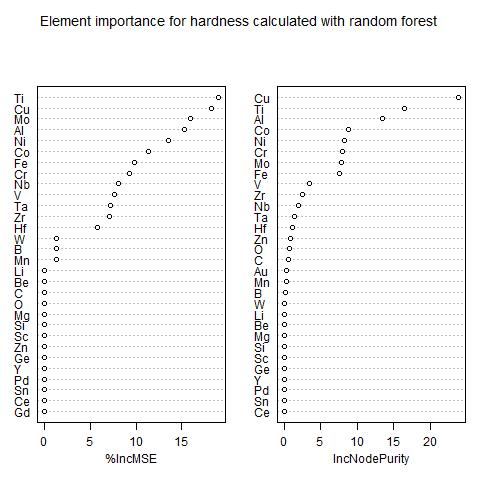 Element importance for hardness calculated with random forest
Ti
Cu
Mo
Al
Ni
Co
Fe
Cr
Nb
V
Ta
Zr
Hf
W
B
Mn
Li
Be
C
O
Mg
Si
Sc
Zn
Ge
Y
Pd
Sn
Ce
Gd
0 5 10 15
%IncMSE
Cu
Ti
Al
Co
Ni
Cr
Mo
Fe
V
Zr
Nb
Ta
Hf
Zn
O
C
Au
Mn
B
W
Li
Be
Mg
Si
Sc
Ge
Y
Pd
Sn
Ce
0 5 10 15 20
IncNodePurity